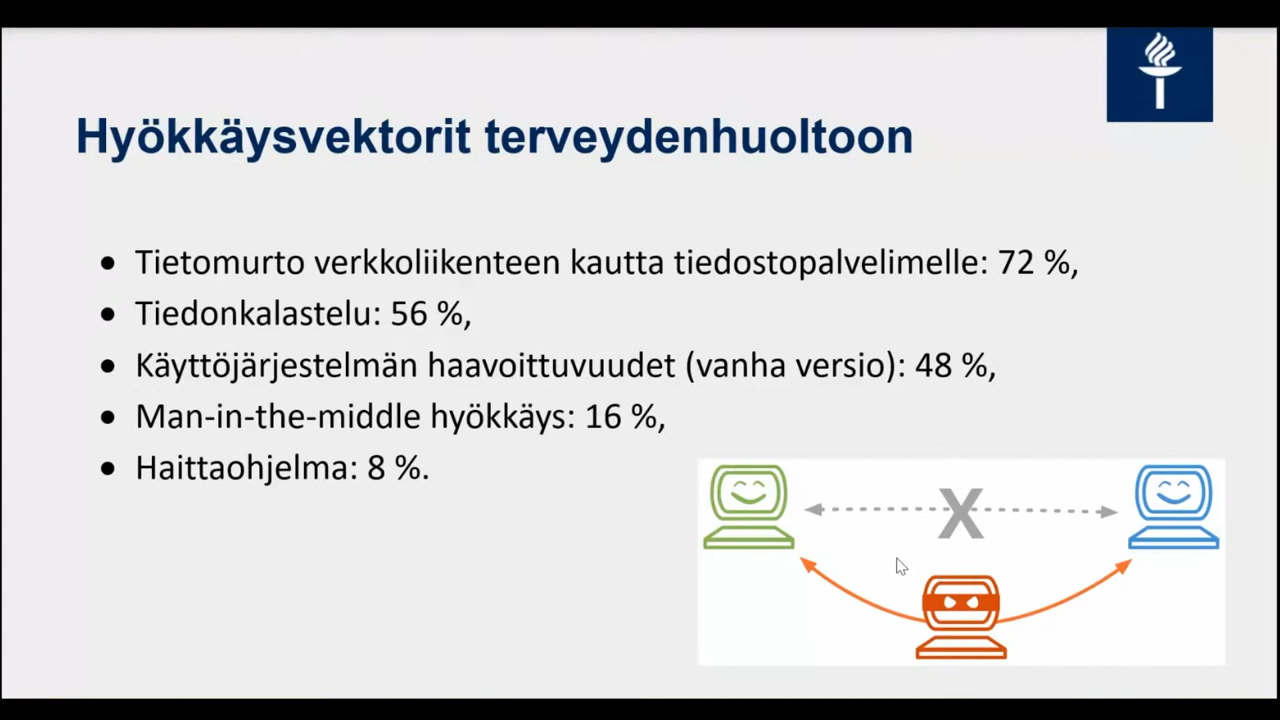 Hyökkäysvektorit terveydenhuoltoon
• Tietomurto verkkoliikenteen kautta tiedostopalvelimelle: 72 %,
• Tiedonkalastelu: 56 %,
• Käyttöjärjestelmän haavoittuvuudet (vanha versio): 48 %,
• Man-in-the-middle hyökkäys: 16 %,
• Haittaohjelma: 8 %.
X